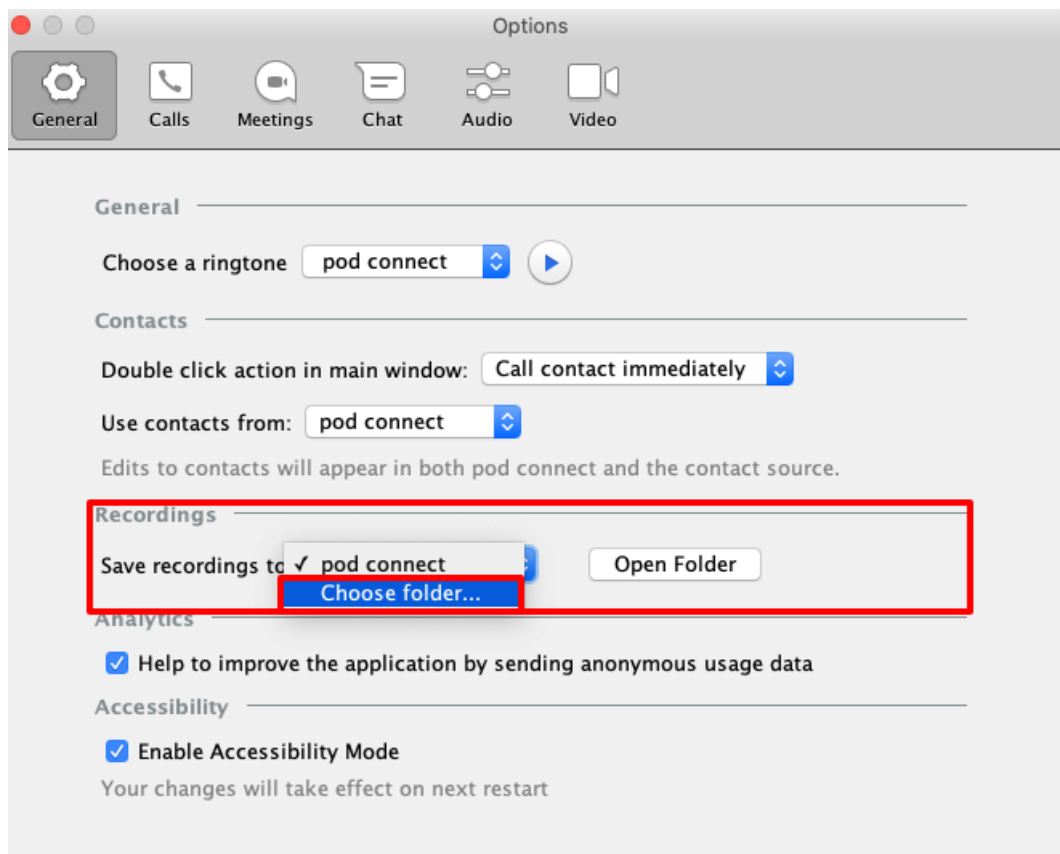 Options
General Calls Meetings Chat Audio Video
General
Choose a ringtone pod connect
Contacts
Double click action in main window: Call contact immediately
Use contacts from: pod connect
Edits to contacts will appear in both pod connect and the contact source.
Recordings
Save recordings to ✓ pod connect Open Folder
Choose folder...
Analytics
Help to improve the application by sending anonymous usage data
Accessibility
Enable Accessibility Mode
Your changes will take effect on next restart